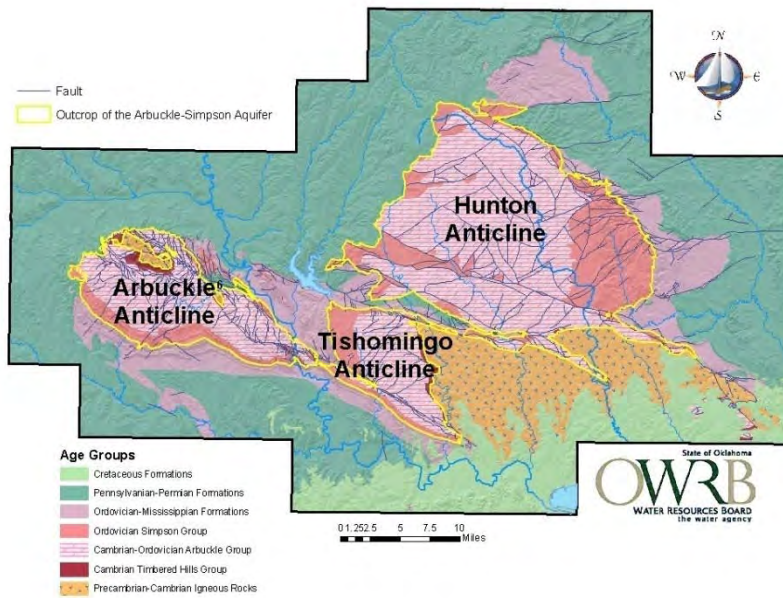 Fault
Outcrop of the Arbuckle-Simpson Aquifer
N
W E
S
Hunton
Anticline
Arbuckle
Anticline
Tishomingo
Anticline
Age Groups
Cretaceous Formations
Pennsylvanian-Permian Formations
Ordovician-Mississippian Formations
Ordovician Simpson Group
Cambrian-Ordovician Arbuckle Group
Cambrian Timbered Hills Group
Precambrian-Cambrian Igneous Rocks
0 1.25 2.5 5 7.5 10
Miles
State of Oklahoma
OWRB
WATER RESOURCES BOARD
the water agency